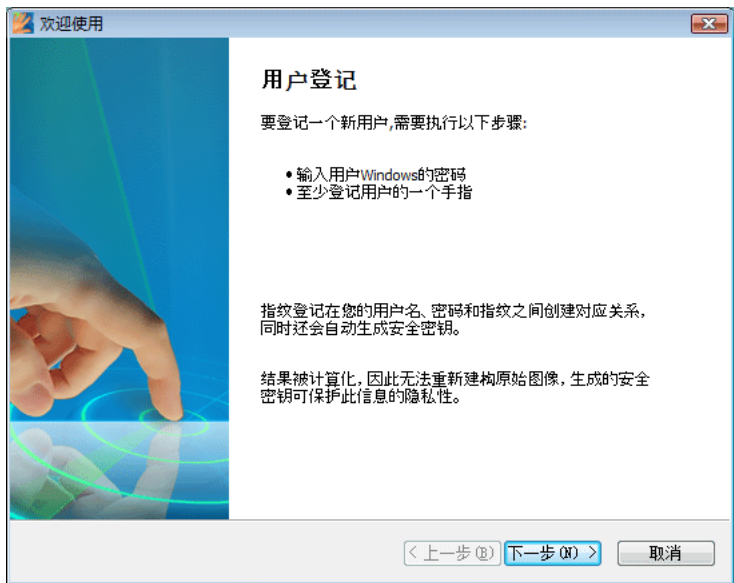 欢迎使用
用户登记
要登记一个新用户,需要执行以下步骤:
•输入用户Windows的密码
•至少登记用户的一个手指
指纹登记在您的用户名、密码和指纹之间创建对应关系,
同时还会自动生成安全密钥。
结果被计算化,因此无法重新建构原始图像,生成的安全
密钥可保护此信息的隐私性。
< 上一步(B) 下一步(N) > 取消